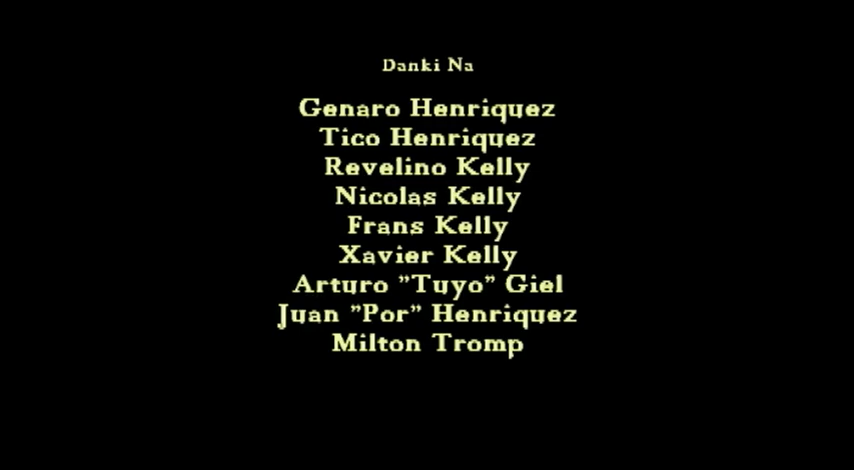 Danki Na
Genaro Henriquez
Tico Henriquez
Revelino Kelly
Nicolas Kelly
Frans Kelly
Xavier Kelly
Arturo "Tuyo" Giel
Juan "Por" Henriquez
Milton Tromp